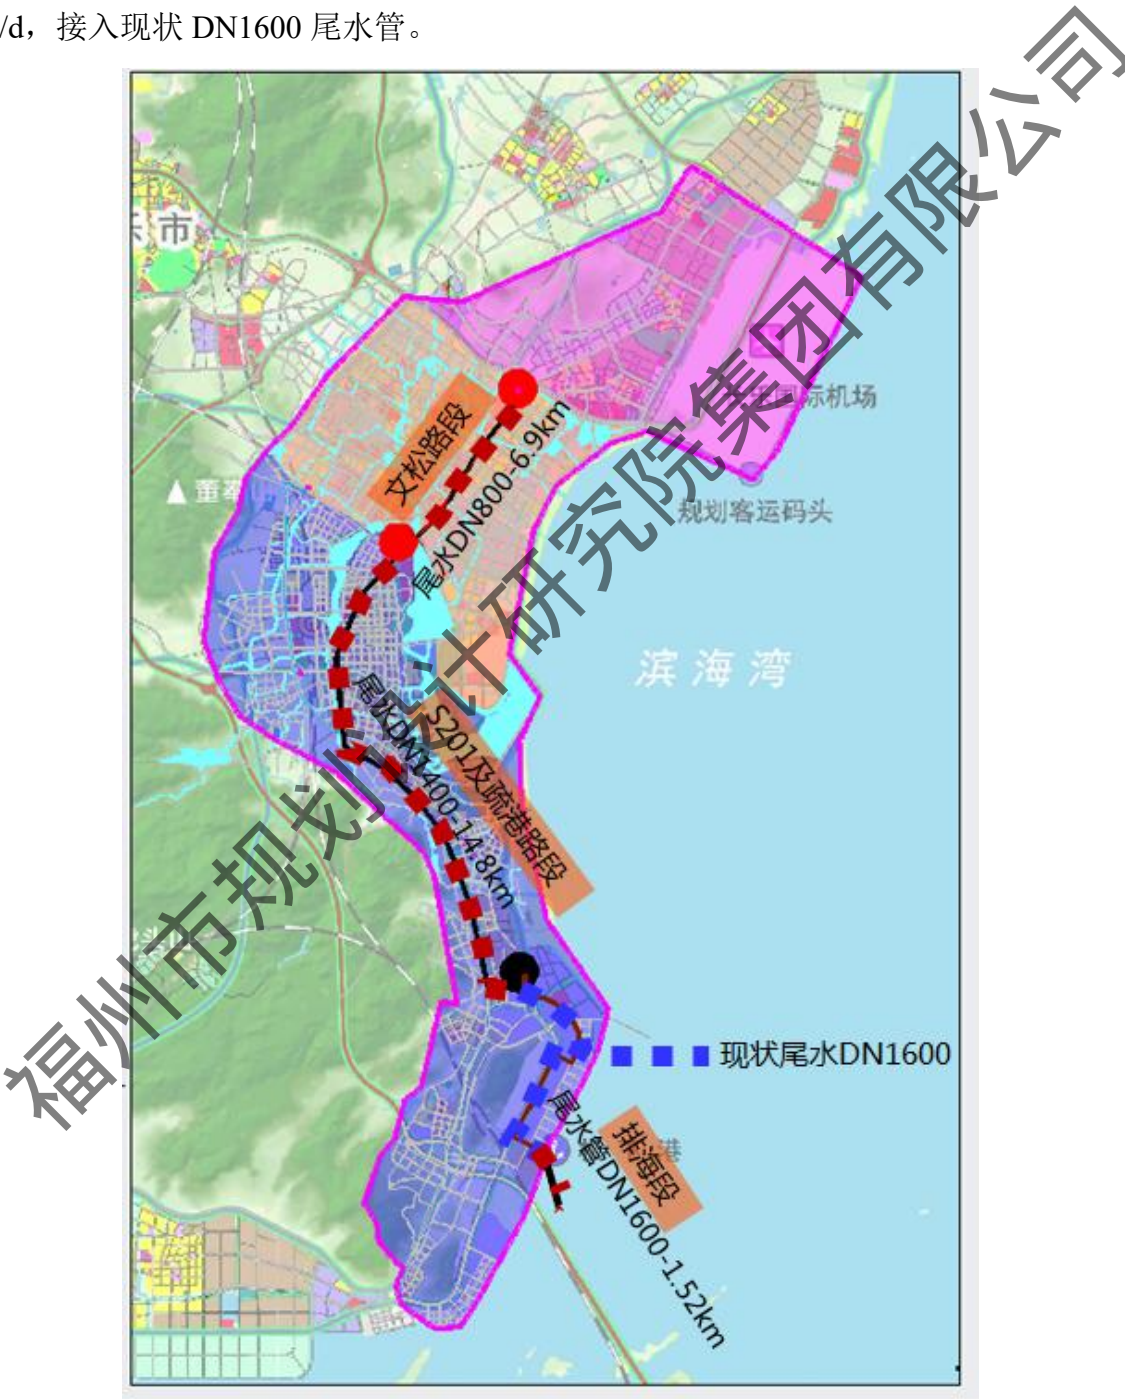 /d，接入现状 DN1600 尾水管。
市
国际机场
文松路段
尾水DN800-6.9km
规划客运码头
滨海湾
尾水DN1400-14.8km
S201及疏港路段
现状尾水DN1600
尾水管DN1600-1.52km
排海段
港
福州市规划设计研究院集团有限公司